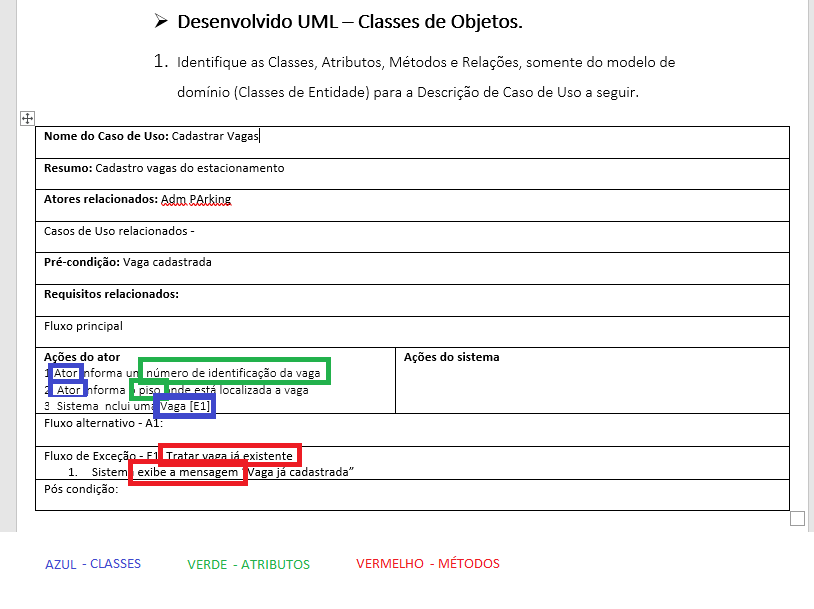 ➤ Desenvolvido UML – Classes de Objetos.
1. Identifique as Classes, Atributos, Métodos e Relações, somente do modelo de
domínio (Classes de Entidade) para a Descrição de Caso de Uso a seguir.
Nome do Caso de Uso: Cadastrar Vagas
Resumo: Cadastro vagas do estacionamento
Atores relacionados: Adm PArking
Casos de Uso relacionados -
Pré-condição: Vaga cadastrada
Requisitos relacionados:
Fluxo principal
Ações do ator
1 Ator informa um número de identificação da vaga
2 Ator informa o piso onde está localizada a vaga
3 Sistema inclui uma Vaga [E1]
Ações do sistema
Fluxo alternativo - A1:
Fluxo de Exceção - E1 Tratar vaga já existente
1. Sistema exibe a mensagem "Vaga já cadastrada”
Pós condição:
AZUL - CLASSES
VERDE - ATRIBUTOS
VERMELHO - MÉTODOS